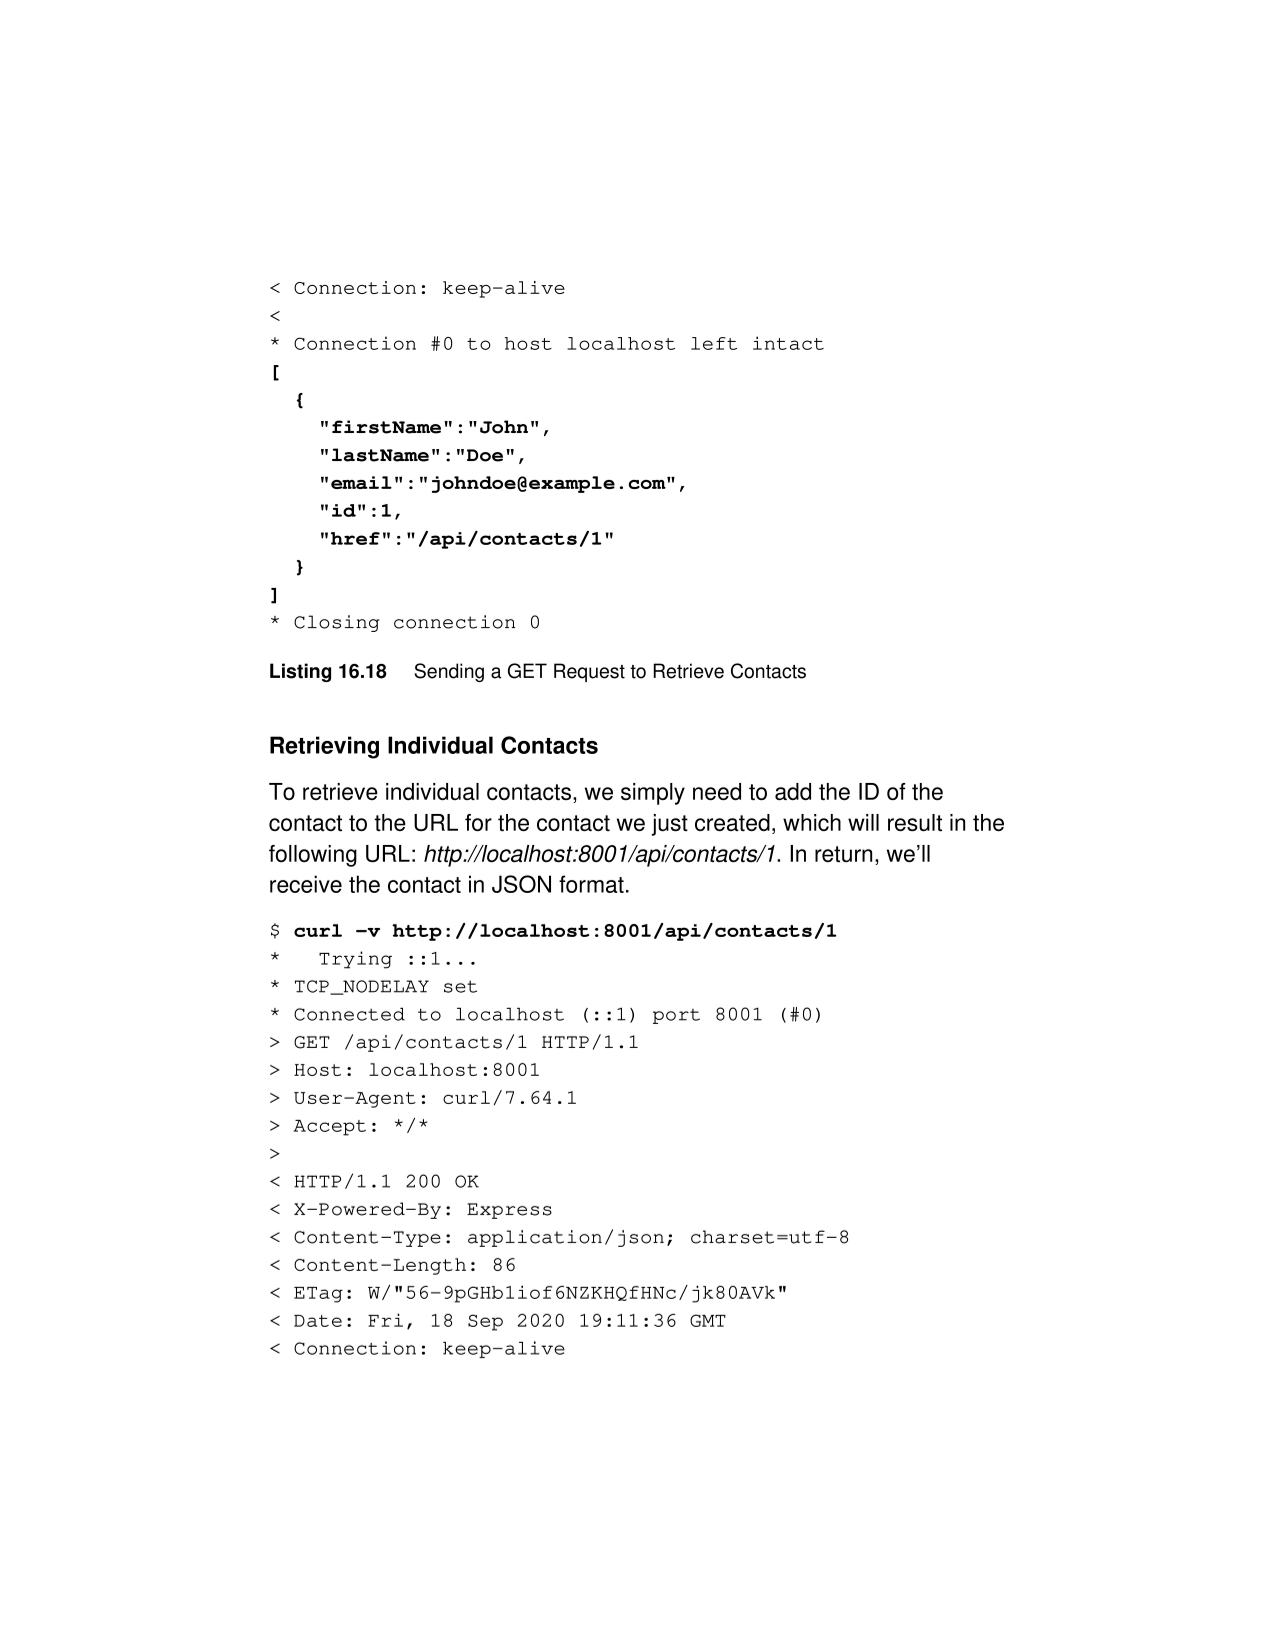 < Connection: keep-alive
<
* Connection #0 to host localhost left intact
[
  {
    "firstName":"John",
    "lastName":"Doe",
    "email":"johndoe@example.com",
    "id":1,
    "href":"/api/contacts/1"
  }
]
* Closing connection 0
Listing 16.18 Sending a GET Request to Retrieve Contacts
Retrieving Individual Contacts
To retrieve individual contacts, we simply need to add the ID of the
contact to the URL for the contact we just created, which will result in the
following URL: http://localhost:8001/api/contacts/1. In return, we’ll
receive the contact in JSON format.
$ curl -v http://localhost:8001/api/contacts/1
*   Trying ::1...
* TCP_NODELAY set
* Connected to localhost (::1) port 8001 (#0)
> GET /api/contacts/1 HTTP/1.1
> Host: localhost:8001
> User-Agent: curl/7.64.1
> Accept: */*
>
< HTTP/1.1 200 OK
< X-Powered-By: Express
< Content-Type: application/json; charset=utf-8
< Content-Length: 86
< ETag: W/"56-9pGHb1iof6NZKHQfHNc/jk80AVk"
< Date: Fri, 18 Sep 2020 19:11:36 GMT
< Connection: keep-alive